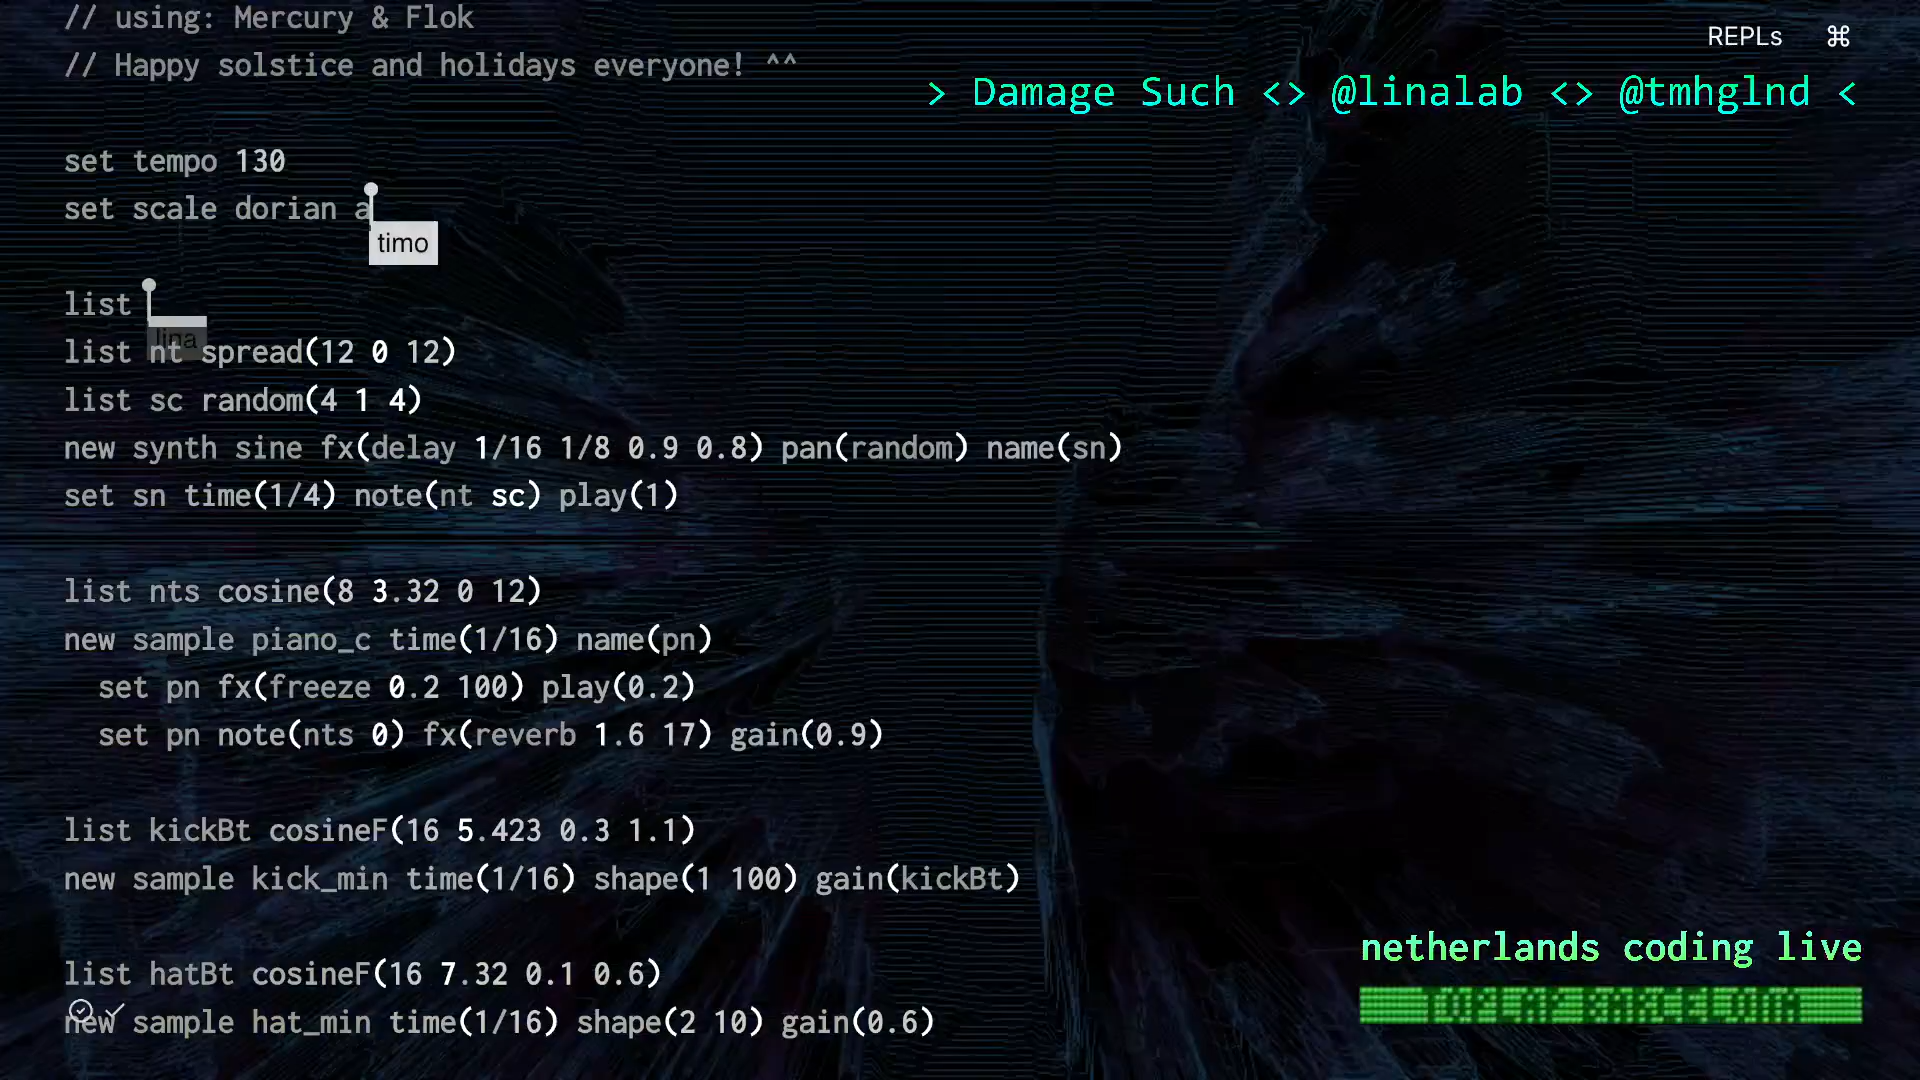 // using: Mercury & Flok
// Happy solstice and holidays everyone! ^^
REPLs ⌘
> Damage Such <> @linalab <> @tmhglnd <
set tempo 130
set scale dorian a
timo
list
lina
list nt spread(12 0 12)
list sc random(4 1 4)
new synth sine fx(delay 1/16 1/8 0.9 0.8) pan(random) name(sn)
set sn time(1/4) note(nt sc) play(1)
list nts cosine(8 3.32 0 12)
new sample piano_c time(1/16) name(pn)
set pn fx(freeze 0.2 100) play(0.2)
set pn note(nts 0) fx(reverb 1.6 17) gain(0.9)
list kickBt cosineF(16 5.423 0.3 1.1)
new sample kick_min time(1/16) shape(1 100) gain(kickBt)
list hatBt cosineF(16 7.32 0.1 0.6)
new sample hat_min time(1/16) shape(2 10) gain(0.6)
netherlands coding live
TOPLAP BARCELONA